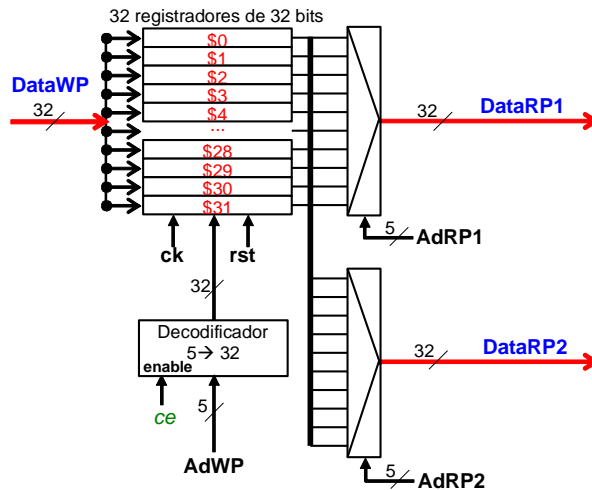 32 registradores de 32 bits
$0
$1
$2
$3
$4
...
$28
$29
$30
$31
DataWP
32
ck
rst
32
Decodificador
5→ 32
enable
ce
5
AdWP
32
DataRP1
5
AdRP1
32
DataRP2
5
AdRP2